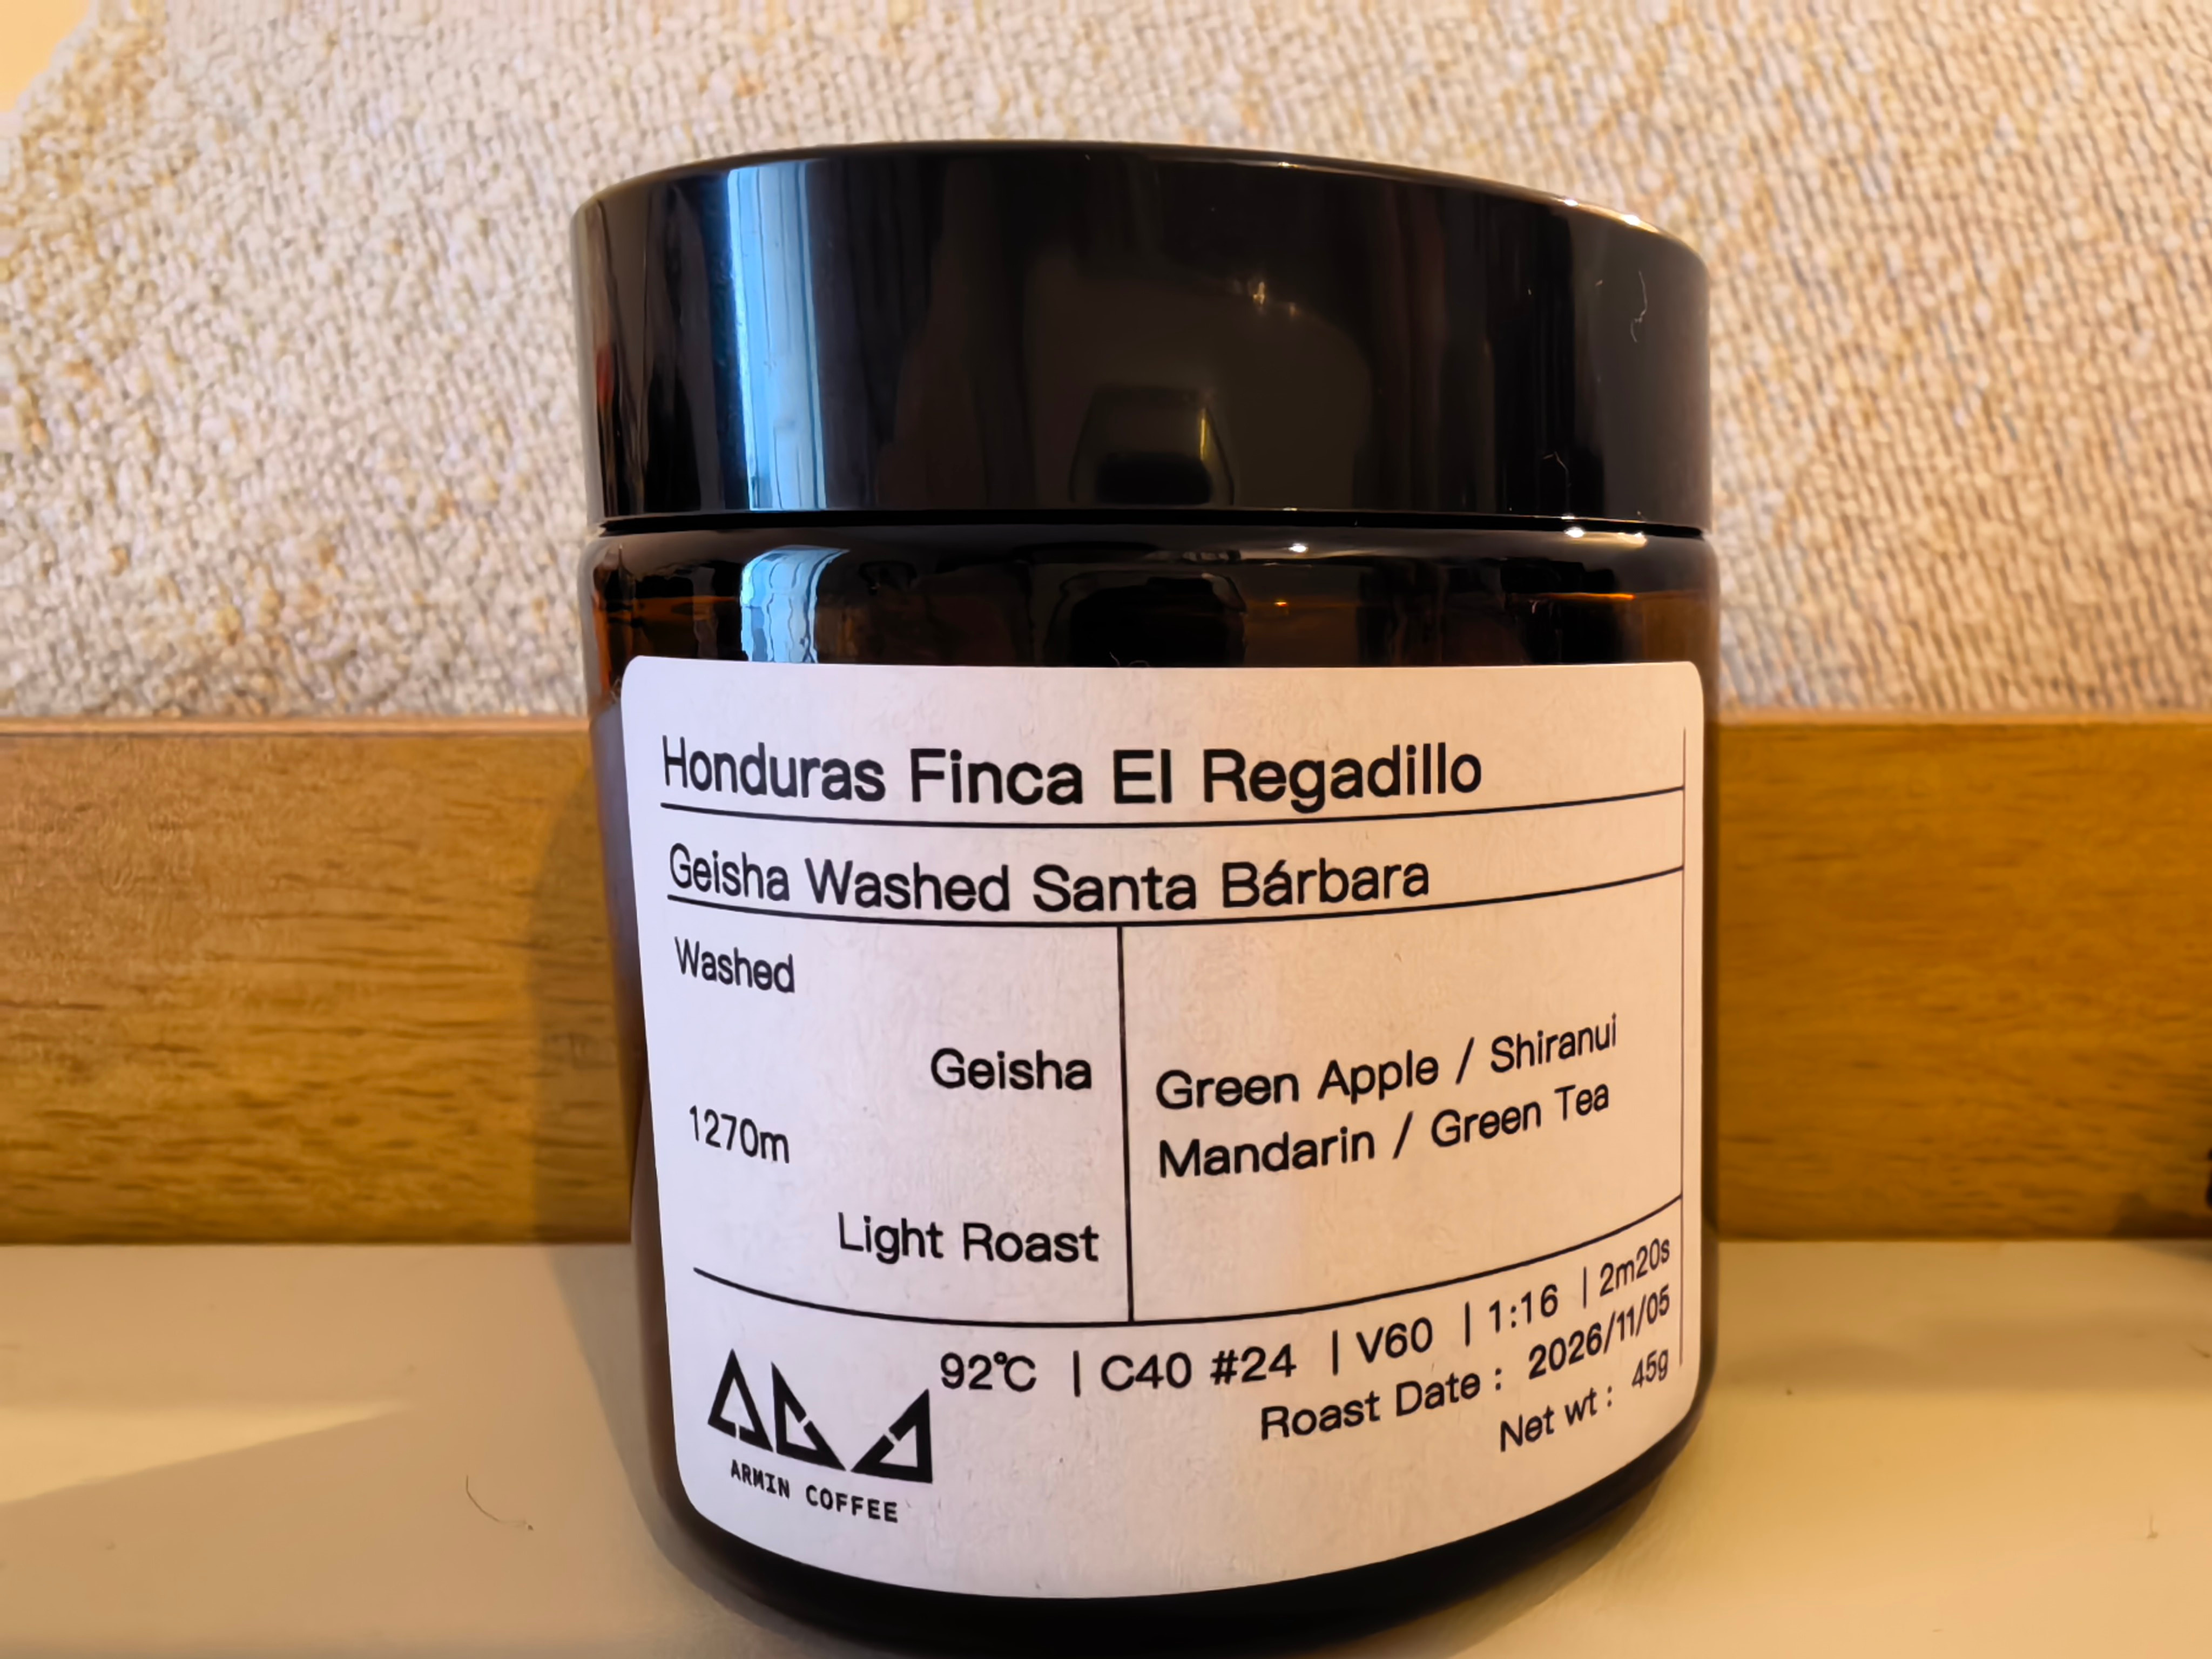 Honduras Finca El Regadillo
Geisha Washed Santa Bárbara
Washed
Geisha
1270m
Light Roast
Green Apple / Shiranui
Mandarin / Green Tea
92℃ | C40 #24 | V60 | 1:16 | 2m20s
Roast Date : 2026/11/05
Net wt : 45g
ARMIN COFFEE